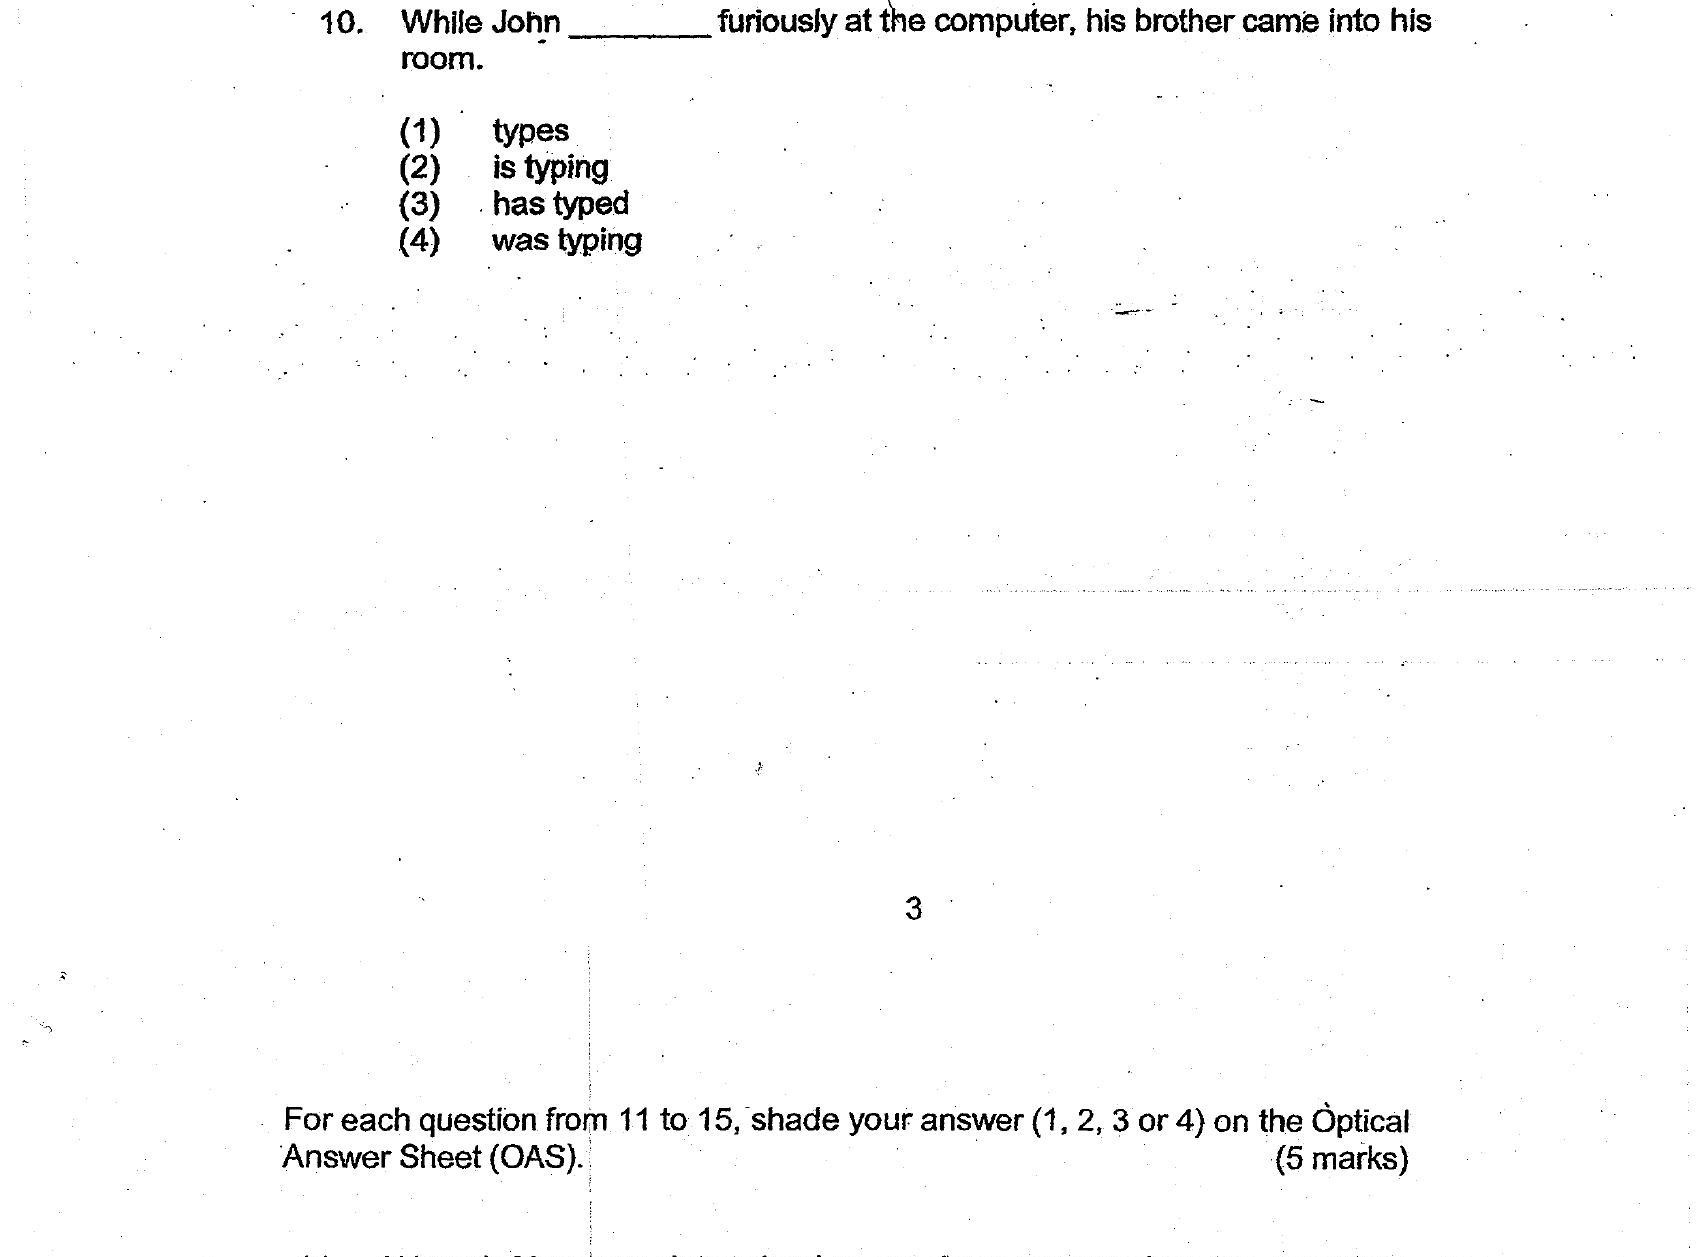 10. While John ________ furiously at the computer, his brother came into his
room.
(1) types
(2) is typing
(3) has typed
(4) was typing
3
For each question from 11 to 15, shade your answer (1, 2, 3 or 4) on the Optical
Answer Sheet (OAS). (5 marks)